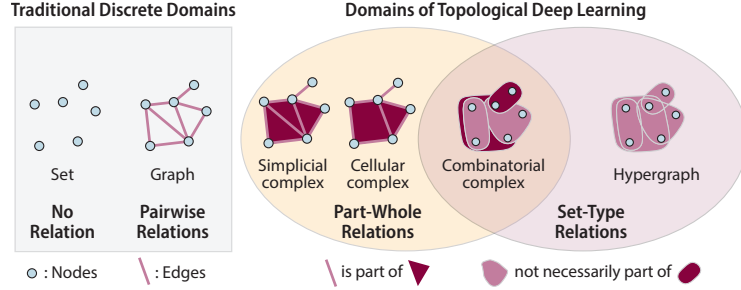 Traditional Discrete Domains
Domains of Topological Deep Learning
Set
Graph
Simplicial
complex
Cellular
complex
Combinatorial
complex
Hypergraph
No
Relation
Pairwise
Relations
Part-Whole
Relations
Set-Type
Relations
: Nodes
: Edges
is part of
not necessarily part of